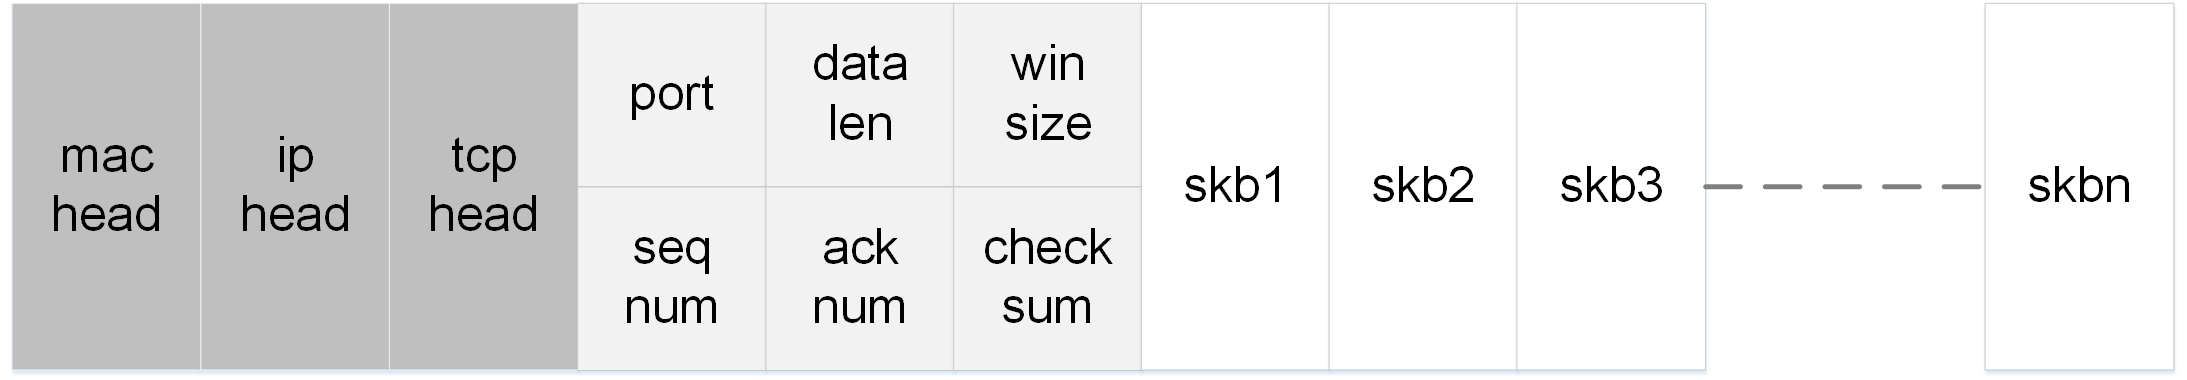 mac
head
ip
head
tcp
head
port
data
len
win
size
seq
num
ack
num
check
sum
skb1
skb2
skb3
skbn